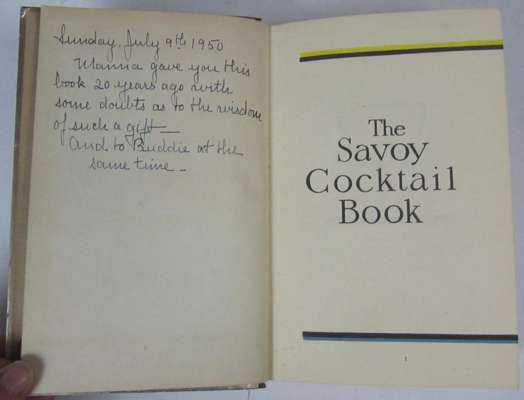 Sunday, July 9th 1950
Mama gave you this
book 20 years ago with
some doubts as to the wisdom
of such a gift—
And to Buddie at the
same time—
The
Savoy
Cocktail
Book
1